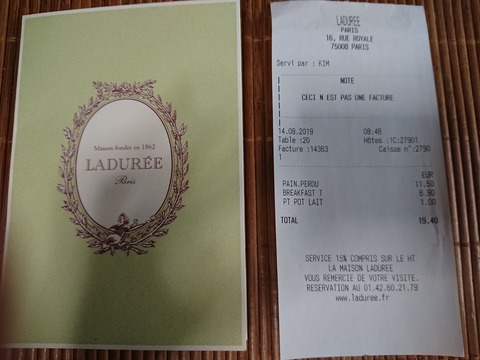 Maison fondée en 1862
LADURÉE
Paris
LADUREE
PARIS
16, RUE ROYALE
75008 PARIS
Servi par : KIM
NOTE
CECI N EST PAS UNE FACTURE
14.08.2019 08:46
Table :20 Hôtes :1C:27901
Facture :14363 Caisse n°:2790
1
EUR
PAIN.PERDU 11.50
BREAKFAST T 6.90
PT POT LAIT 1.00
TOTAL 19.40
SERVICE 15% COMPRIS SUR LE HT
LA MAISON LADUREE
VOUS REMERCIE DE VOTRE VISITE.
RESERVATION AU 01.42.60.21.79
www.laduree.fr